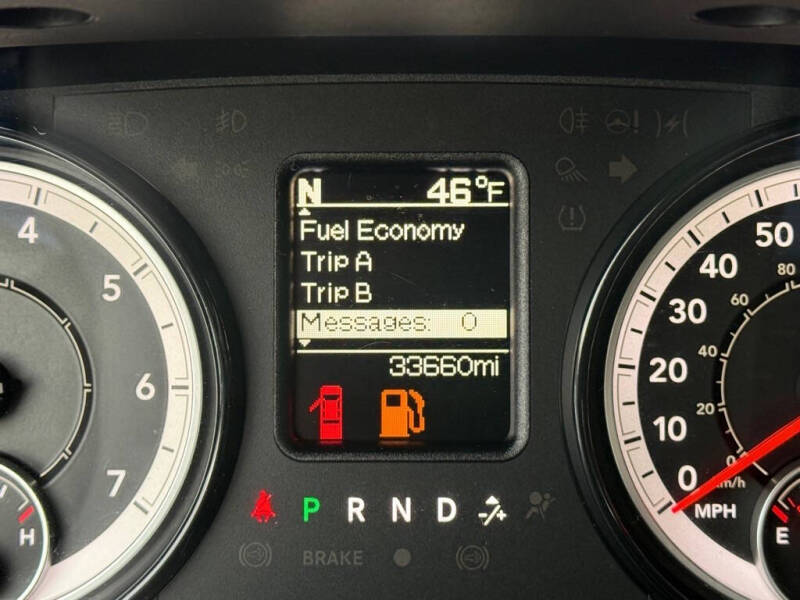 N 46°F
Fuel Economy
Trip A
Trip B
Messages: 0
33660mi
P R N D -/+
BRAKE
4
5
6
7
H
50
40
30
20
10
0
MPH
80
60
40
20
0
km/h
E